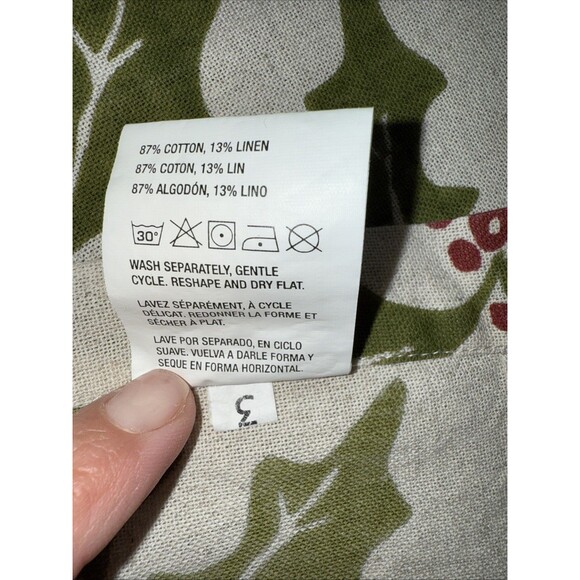 87% COTTON, 13% LINEN
87% COTON, 13% LIN
87% ALGODÓN, 13% LINO
30°
WASH SEPARATELY, GENTLE
CYCLE. RESHAPE AND DRY FLAT.
LAVEZ SÉPARÉMENT, À CYCLE
DÉLICAT. REDONNER LA FORME ET
SÉCHER À PLAT.
LAVE POR SEPARADO, EN CICLO
SUAVE. VUELVA A DARLE FORMA Y
SEQUE EN FORMA HORIZONTAL.